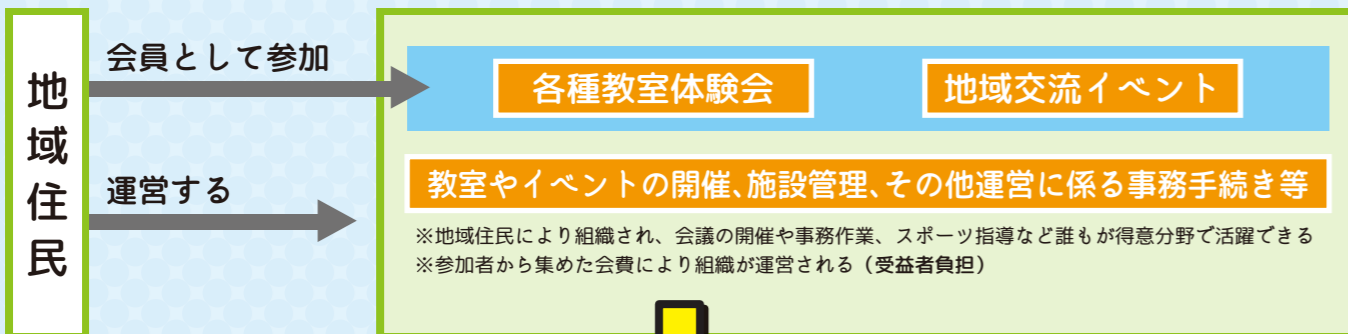 地域住民
会員として参加
各種教室体験会
地域交流イベント
運営する
教室やイベントの開催、施設管理、その他運営に係る事務手続き等
※地域住民により組織され、会議の開催や事務作業、スポーツ指導など誰もが得意分野で活躍できる
※参加者から集めた会費により組織が運営される（受益者負担）